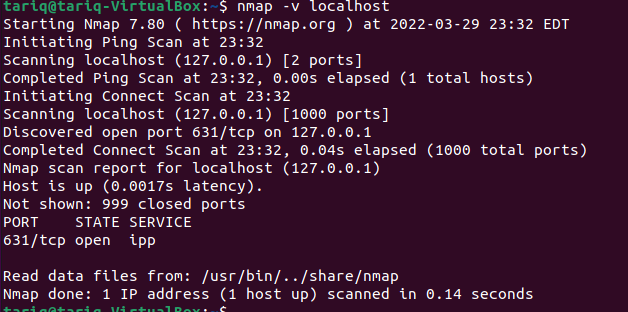 tariq@tariq-VirtualBox:~$ nmap -v localhost
Starting Nmap 7.80 ( https://nmap.org ) at 2022-03-29 23:32 EDT
Initiating Ping Scan at 23:32
Scanning localhost (127.0.0.1) [2 ports]
Completed Ping Scan at 23:32, 0.00s elapsed (1 total hosts)
Initiating Connect Scan at 23:32
Scanning localhost (127.0.0.1) [1000 ports]
Discovered open port 631/tcp on 127.0.0.1
Completed Connect Scan at 23:32, 0.04s elapsed (1000 total ports)
Nmap scan report for localhost (127.0.0.1)
Host is up (0.0017s latency).
Not shown: 999 closed ports
PORT    STATE SERVICE
631/tcp open  ipp

Read data files from: /usr/bin/../share/nmap
Nmap done: 1 IP address (1 host up) scanned in 0.14 seconds
tariq@tariq-VirtualBox:~$